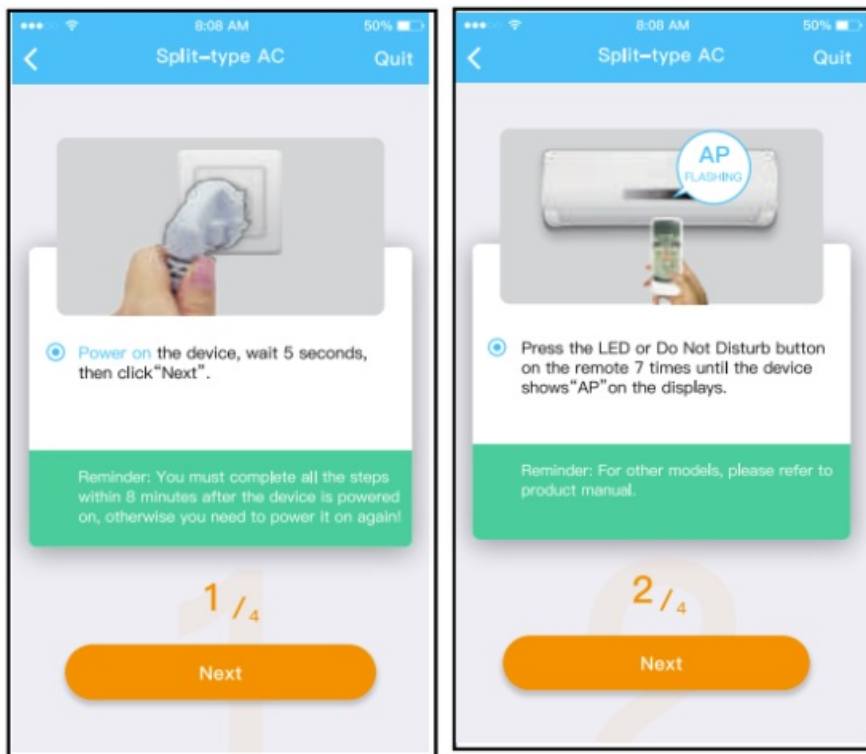 8:08 AM
50%
Split-type AC
Quit
Power on the device, wait 5 seconds,
then click“Next”.
Reminder: You must complete all the steps
within 8 minutes after the device is powered
on, otherwise you need to power it on again!
1
1 / 4
Next
8:08 AM
50%
Split-type AC
Quit
AP
FLASHING
Press the LED or Do Not Disturb button
on the remote 7 times until the device
shows“AP”on the displays.
Reminder: For other models, please refer to
product manual.
2
2 / 4
Next